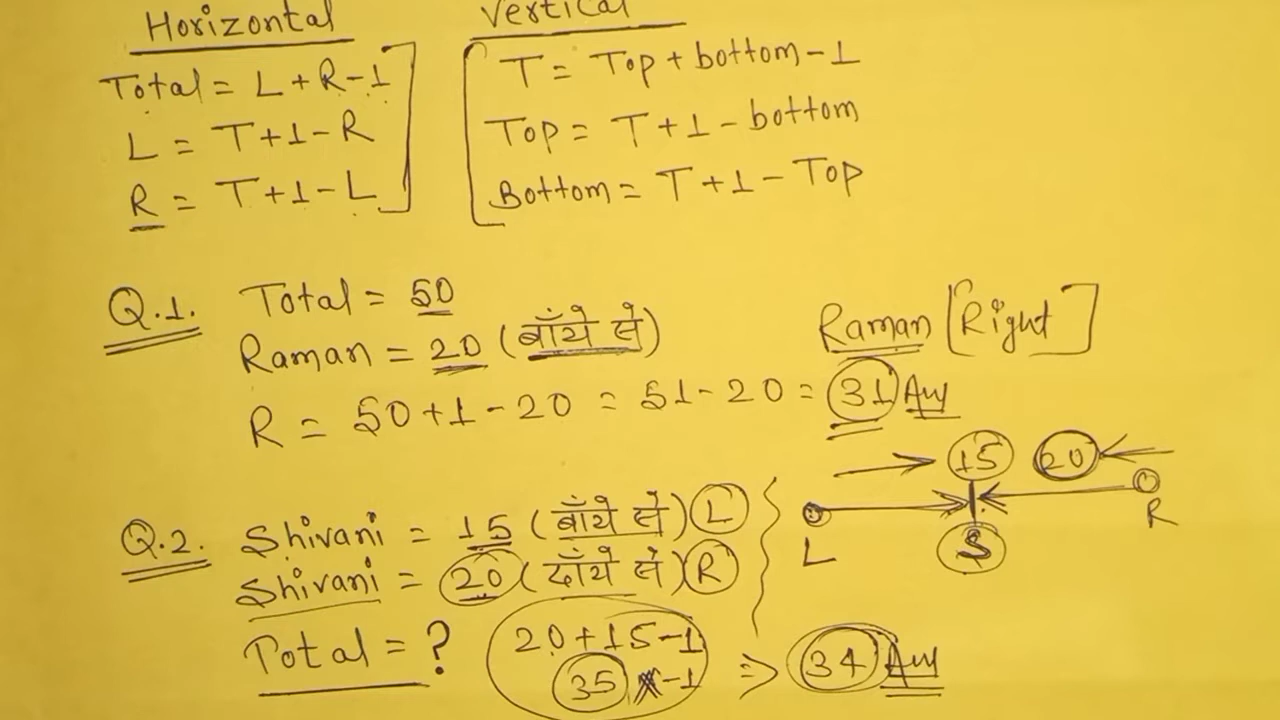 Horizontal
Total = L+R-1
L = T+1-R
R = T+1-L
Vertical
T = Top+bottom-1
Top = T+1-bottom
Bottom = T+1-Top
Q.1. Total = 50
Raman = 20 (बाँये से)
Raman [Right]
R = 50+1-20 = 51-20 = 31 Ans
Q.2. Shivani = 15 (बाँये से) L
Shivani = 20 (दाँये से) R
Total = ?
20+15-1
35 -1
⇒ 34 Ans
15 20
L S R